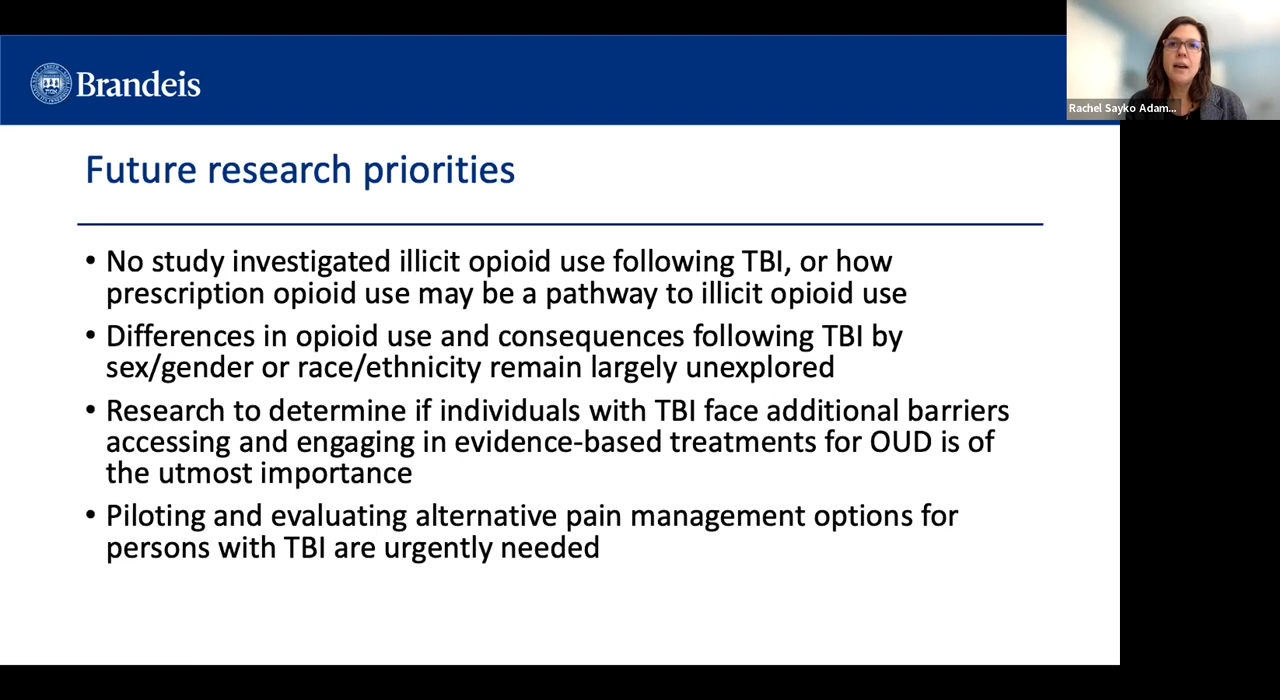 Brandeis
Rachel Sayko Adam...
Future research priorities
• No study investigated illicit opioid use following TBI, or how
prescription opioid use may be a pathway to illicit opioid use
• Differences in opioid use and consequences following TBI by
sex/gender or race/ethnicity remain largely unexplored
• Research to determine if individuals with TBI face additional barriers
accessing and engaging in evidence-based treatments for OUD is of
the utmost importance
• Piloting and evaluating alternative pain management options for
persons with TBI are urgently needed